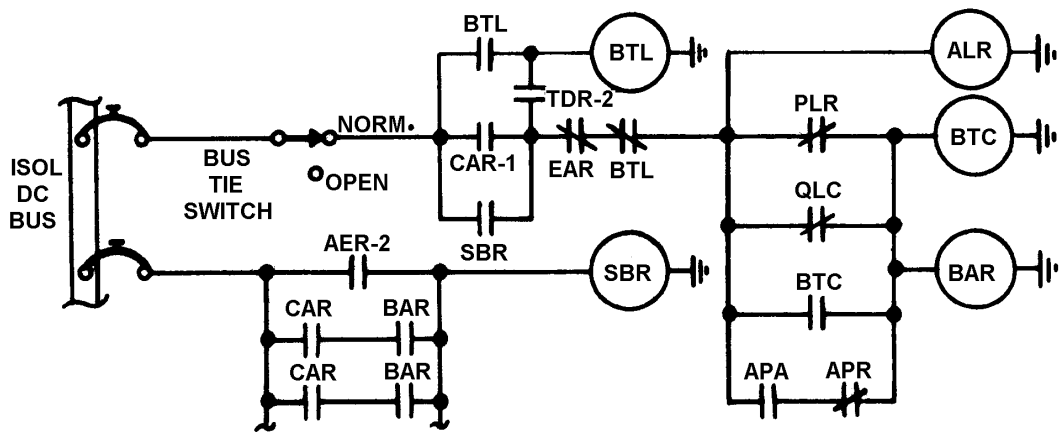 BTL
BTL
ALR
TDR-2
PLR
NORM.
BTC
ISOL
DC
BUS
BUS
TIE
SWITCH
OPEN
CAR-1
EAR
BTL
QLC
AER-2
SBR
SBR
BAR
BTC
CAR
BAR
CAR
BAR
APA
APR